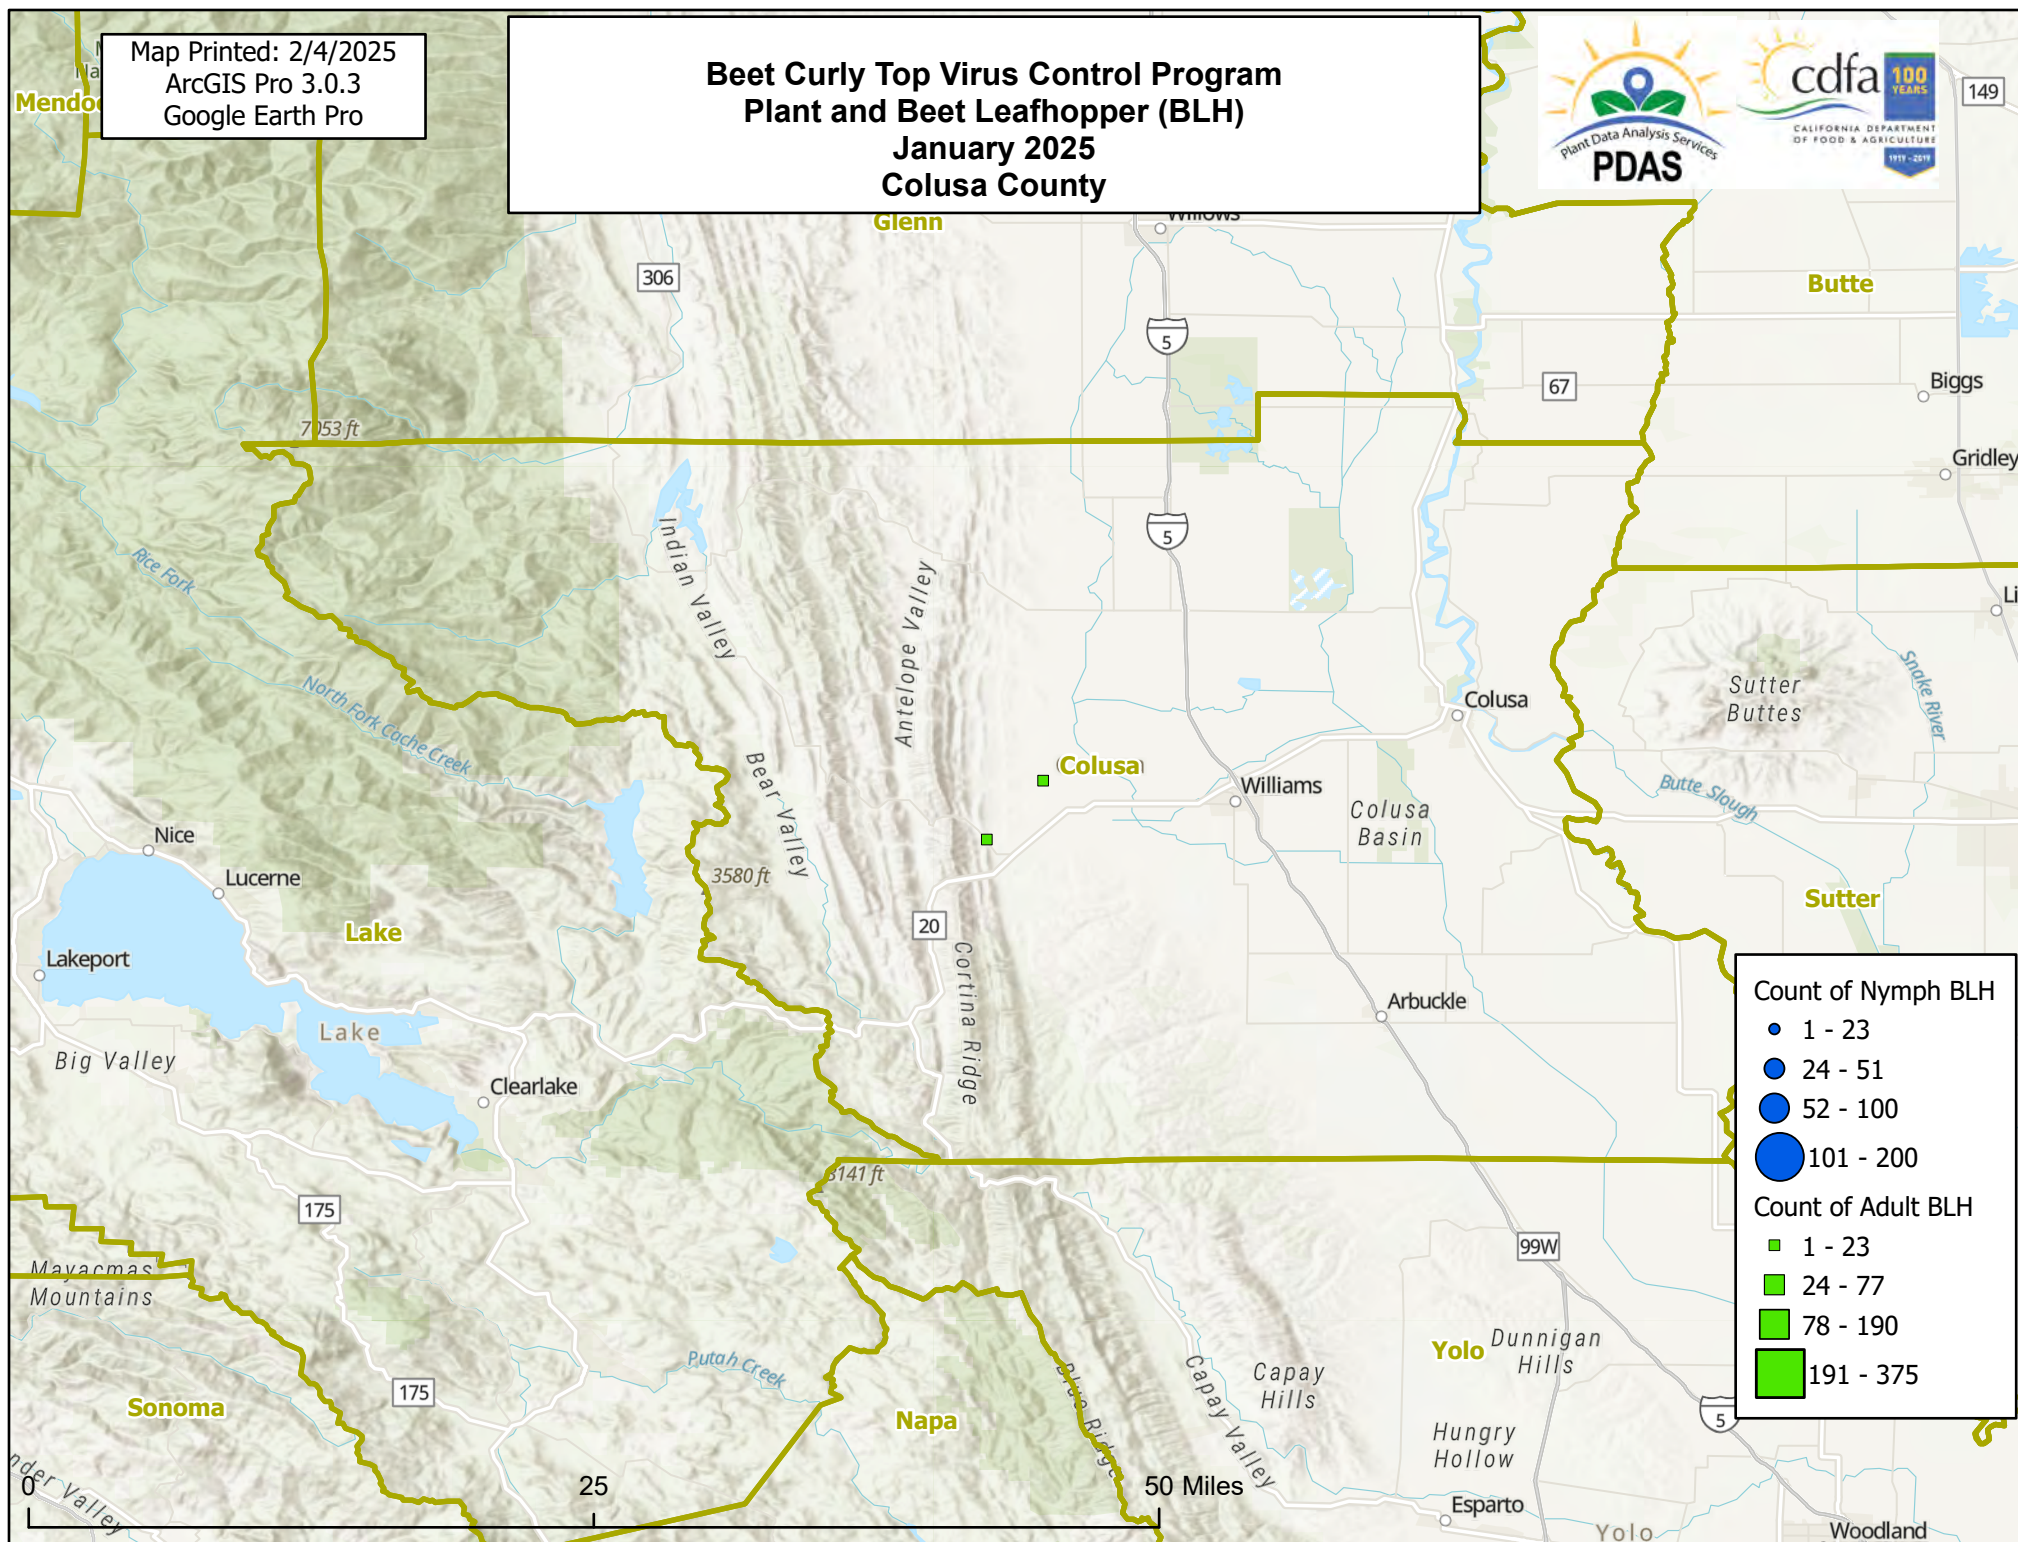 Map Printed: 2/4/2025
ArcGIS Pro 3.0.3
Google Earth Pro
Beet Curly Top Virus Control Program
Plant and Beet Leafhopper (BLH)
January 2025
Colusa County
Plant Data Analysis Services
PDAS
cdfa
100
YEARS
CALIFORNIA DEPARTMENT
OF FOOD & AGRICULTURE
1919 - 2019
149
Glenn
Willows
306
Butte
5
67
Biggs
7053 ft
Gridley
5
Indian Valley
Rice Fork
Antelope Valley
Snake River
Sutter
Buttes
North Fork Cache Creek
Colusa
Bear Valley
Colusa
Williams
Butte Slough
Colusa
Basin
Nice
Lucerne
3580 ft
Sutter
Lake
20
Lakeport
Cortina Ridge
Arbuckle
Lake
Big Valley
Clearlake
3141 ft
175
99W
Mayacmas
Mountains
Putah Creek
Yolo
Dunnigan
Hills
Capay
Hills
Capay Valley
Blue Ridge
175
Sonoma
Napa
5
Hungry
Hollow
Esparto
Yolo
Woodland
Count of Nymph BLH
1 - 23
24 - 51
52 - 100
101 - 200
Count of Adult BLH
1 - 23
24 - 77
78 - 190
191 - 375
0
25
50 Miles